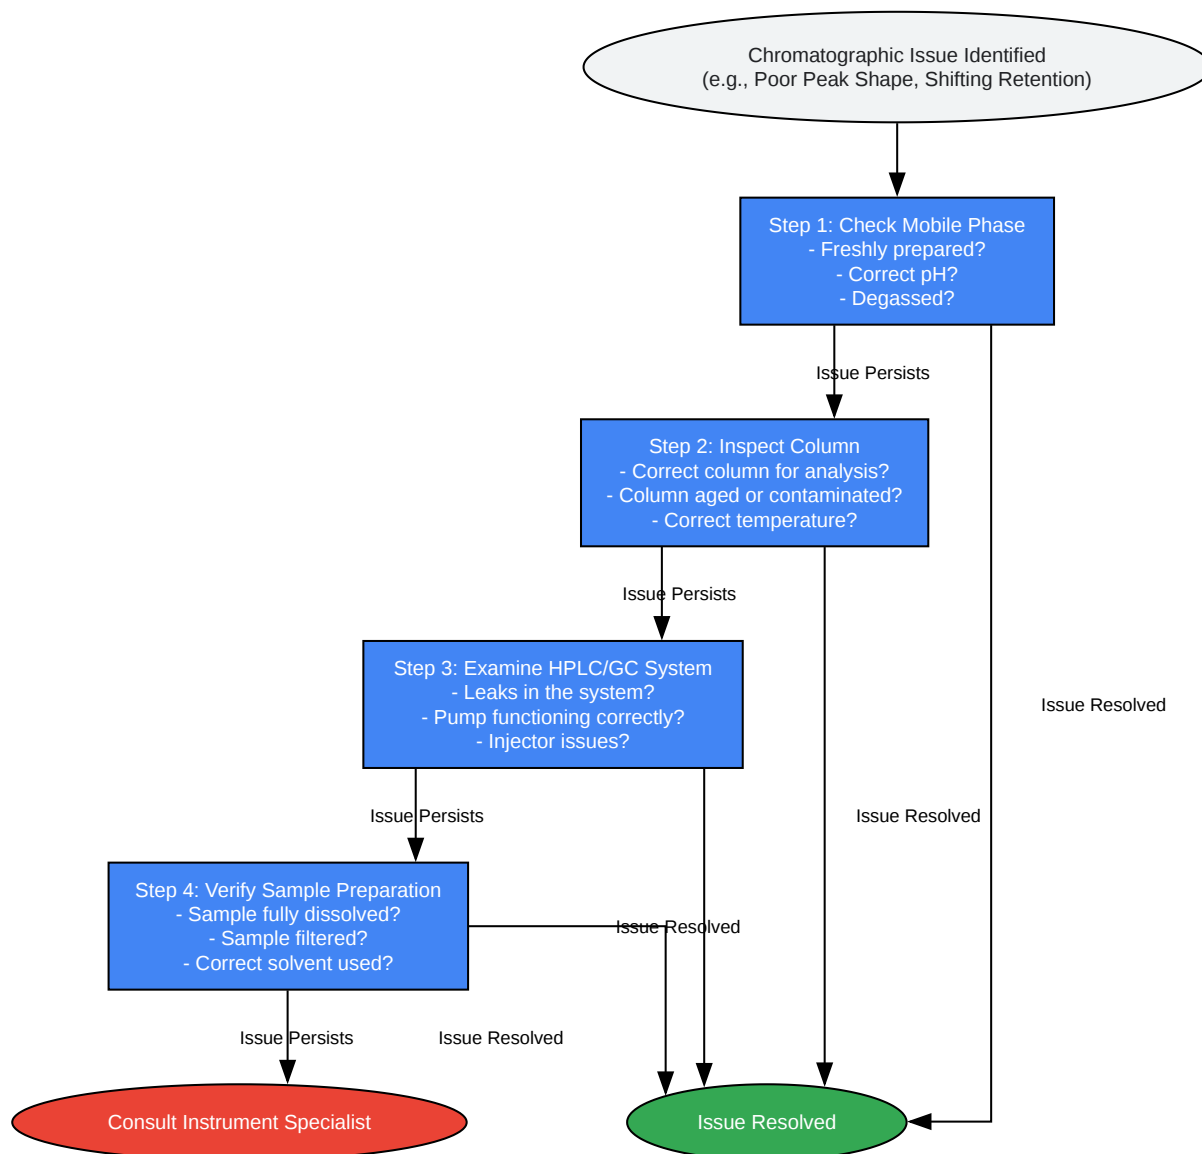 Chromatographic Issue Identified
(e.g., Poor Peak Shape, Shifting Retention)
Step 1: Check Mobile Phase
- Freshly prepared?
- Correct pH?
- Degassed?
Issue Persists
Step 2: Inspect Column
- Correct column for analysis?
- Column aged or contaminated?
- Correct temperature?
Issue Persists
Step 3: Examine HPLC/GC System
- Leaks in the system?
- Pump functioning correctly?
- Injector issues?
Issue Resolved
Issue Persists
Issue Resolved
Step 4: Verify Sample Preparation
- Sample fully dissolved?
- Sample filtered?
- Correct solvent used?
Issue Resolved
Issue Persists
Issue Resolved
Consult Instrument Specialist
Issue Resolved